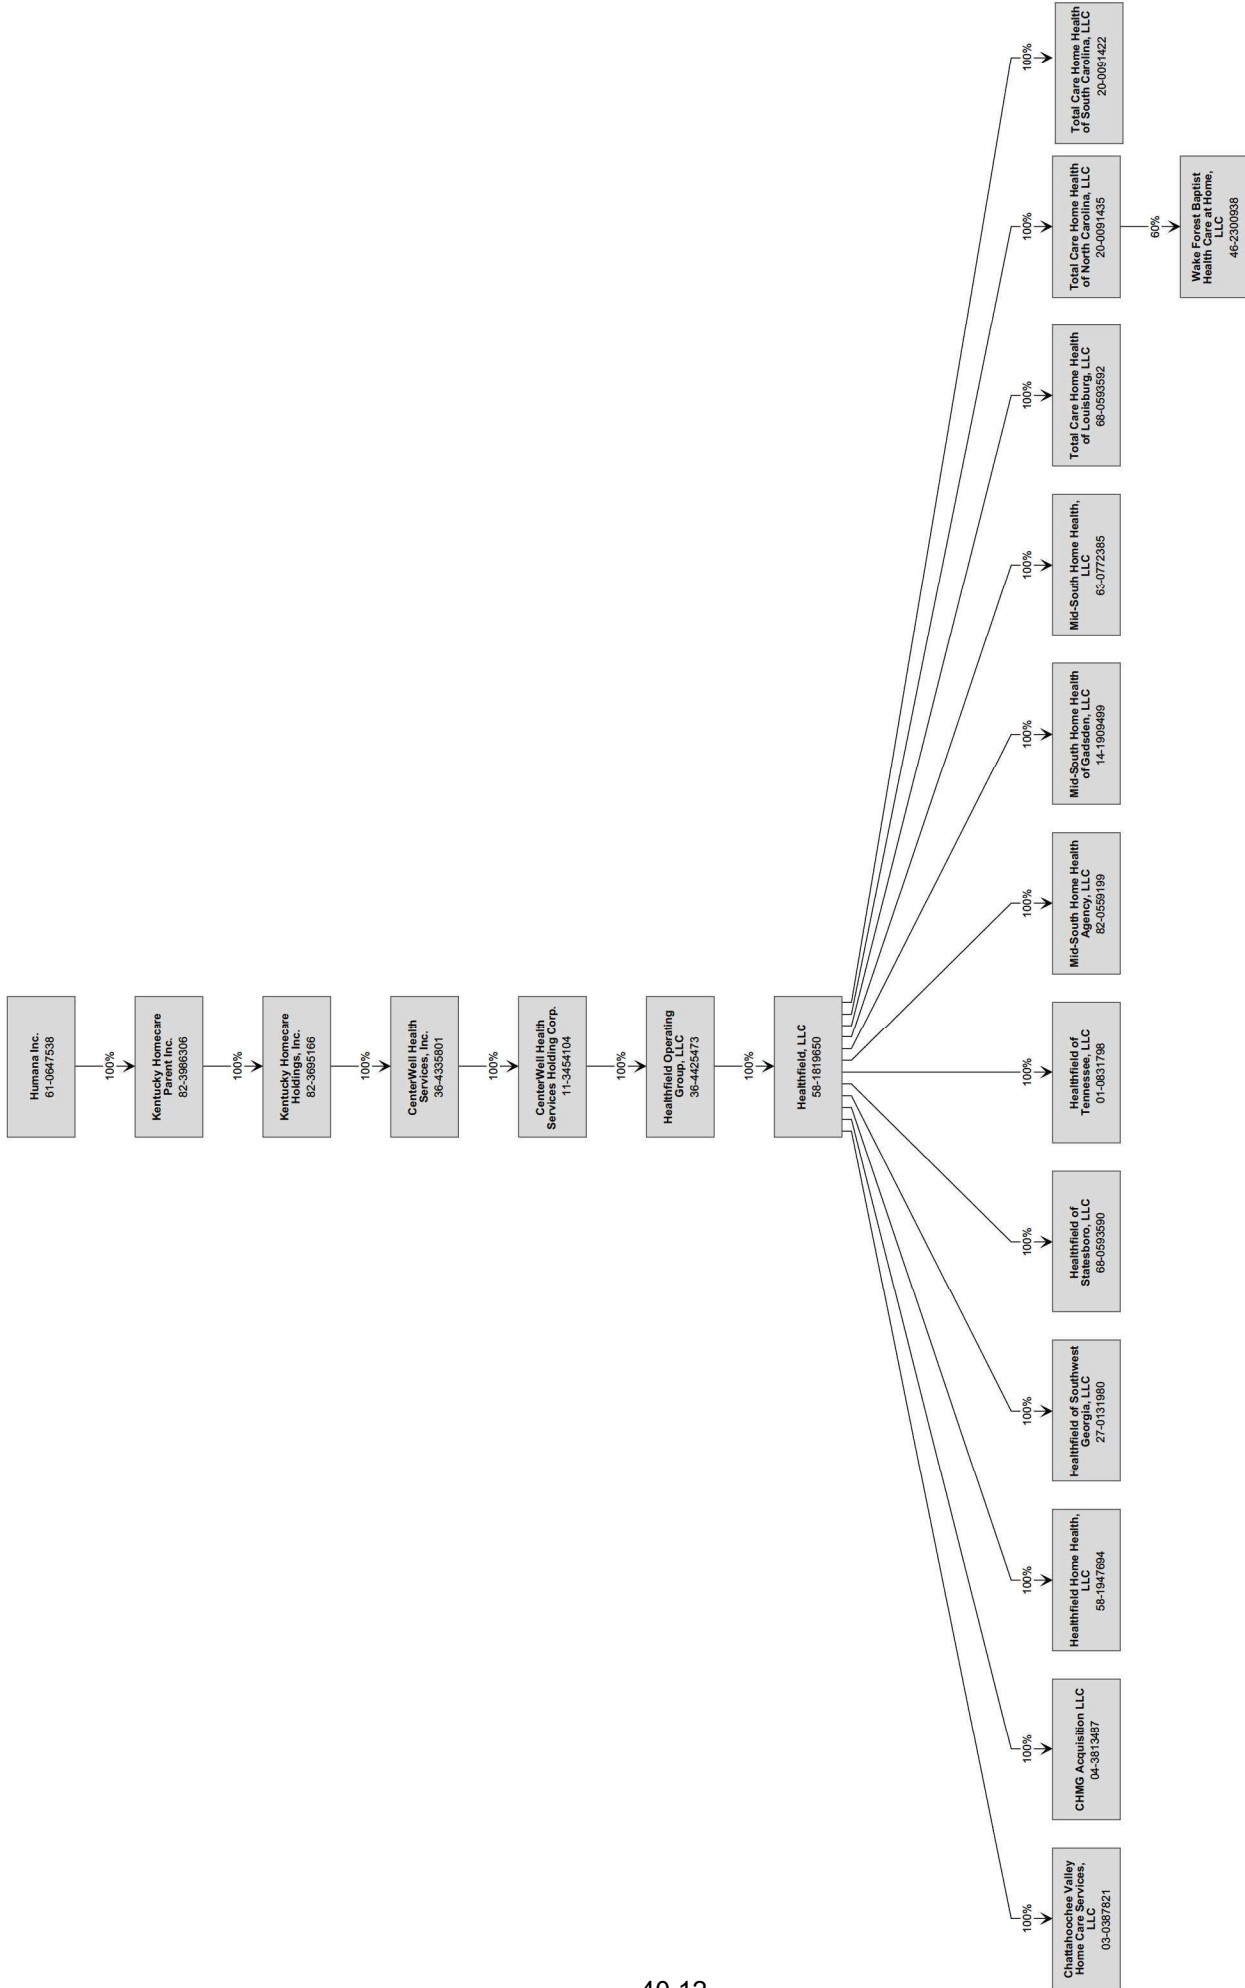 Humana Inc.
61-0647538
100%
Kentucky Homecare
Parent Inc.
82-3986306
100%
Kentucky Homecare
Holdings, Inc.
82-3695166
100%
CenterWell Health
Services, Inc.
36-4335801
100%
CenterWell Health
Services Holding Corp.
11-3454104
100%
Healthfield Operating
Group, LLC
36-4425473
100%
Healthfield, LLC
58-1819650
100%
Chattahoochee Valley
Home Care Services,
LLC
03-0387821
100%
CHMG Acquisition LLC
04-3813487
100%
Healthfield Home Health,
LLC
58-1947694
100%
Healthfield of Southwest
Georgia, LLC
27-0131980
100%
Healthfield of
Statesboro, LLC
68-0593590
100%
Healthfield of
Tennessee, LLC
01-0831798
100%
Mid-South Home Health
Agency, LLC
82-0559199
100%
Mid-South Home Health
of Gadsden, LLC
14-1909499
100%
Mid-South Home Health,
LLC
63-0772385
100%
Total Care Home Health
of Louisburg, LLC
68-0593592
100%
Total Care Home Health
of North Carolina, LLC
20-0091435
100%
Total Care Home Health
of South Carolina, LLC
20-0091422
60%
Wake Forest Baptist
Health Care at Home,
LLC
46-2300938
40.12